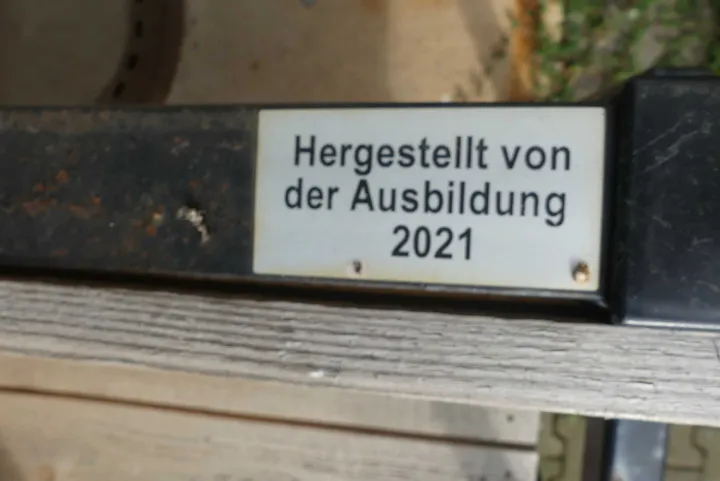 Hergestellt von
der Ausbildung
2021